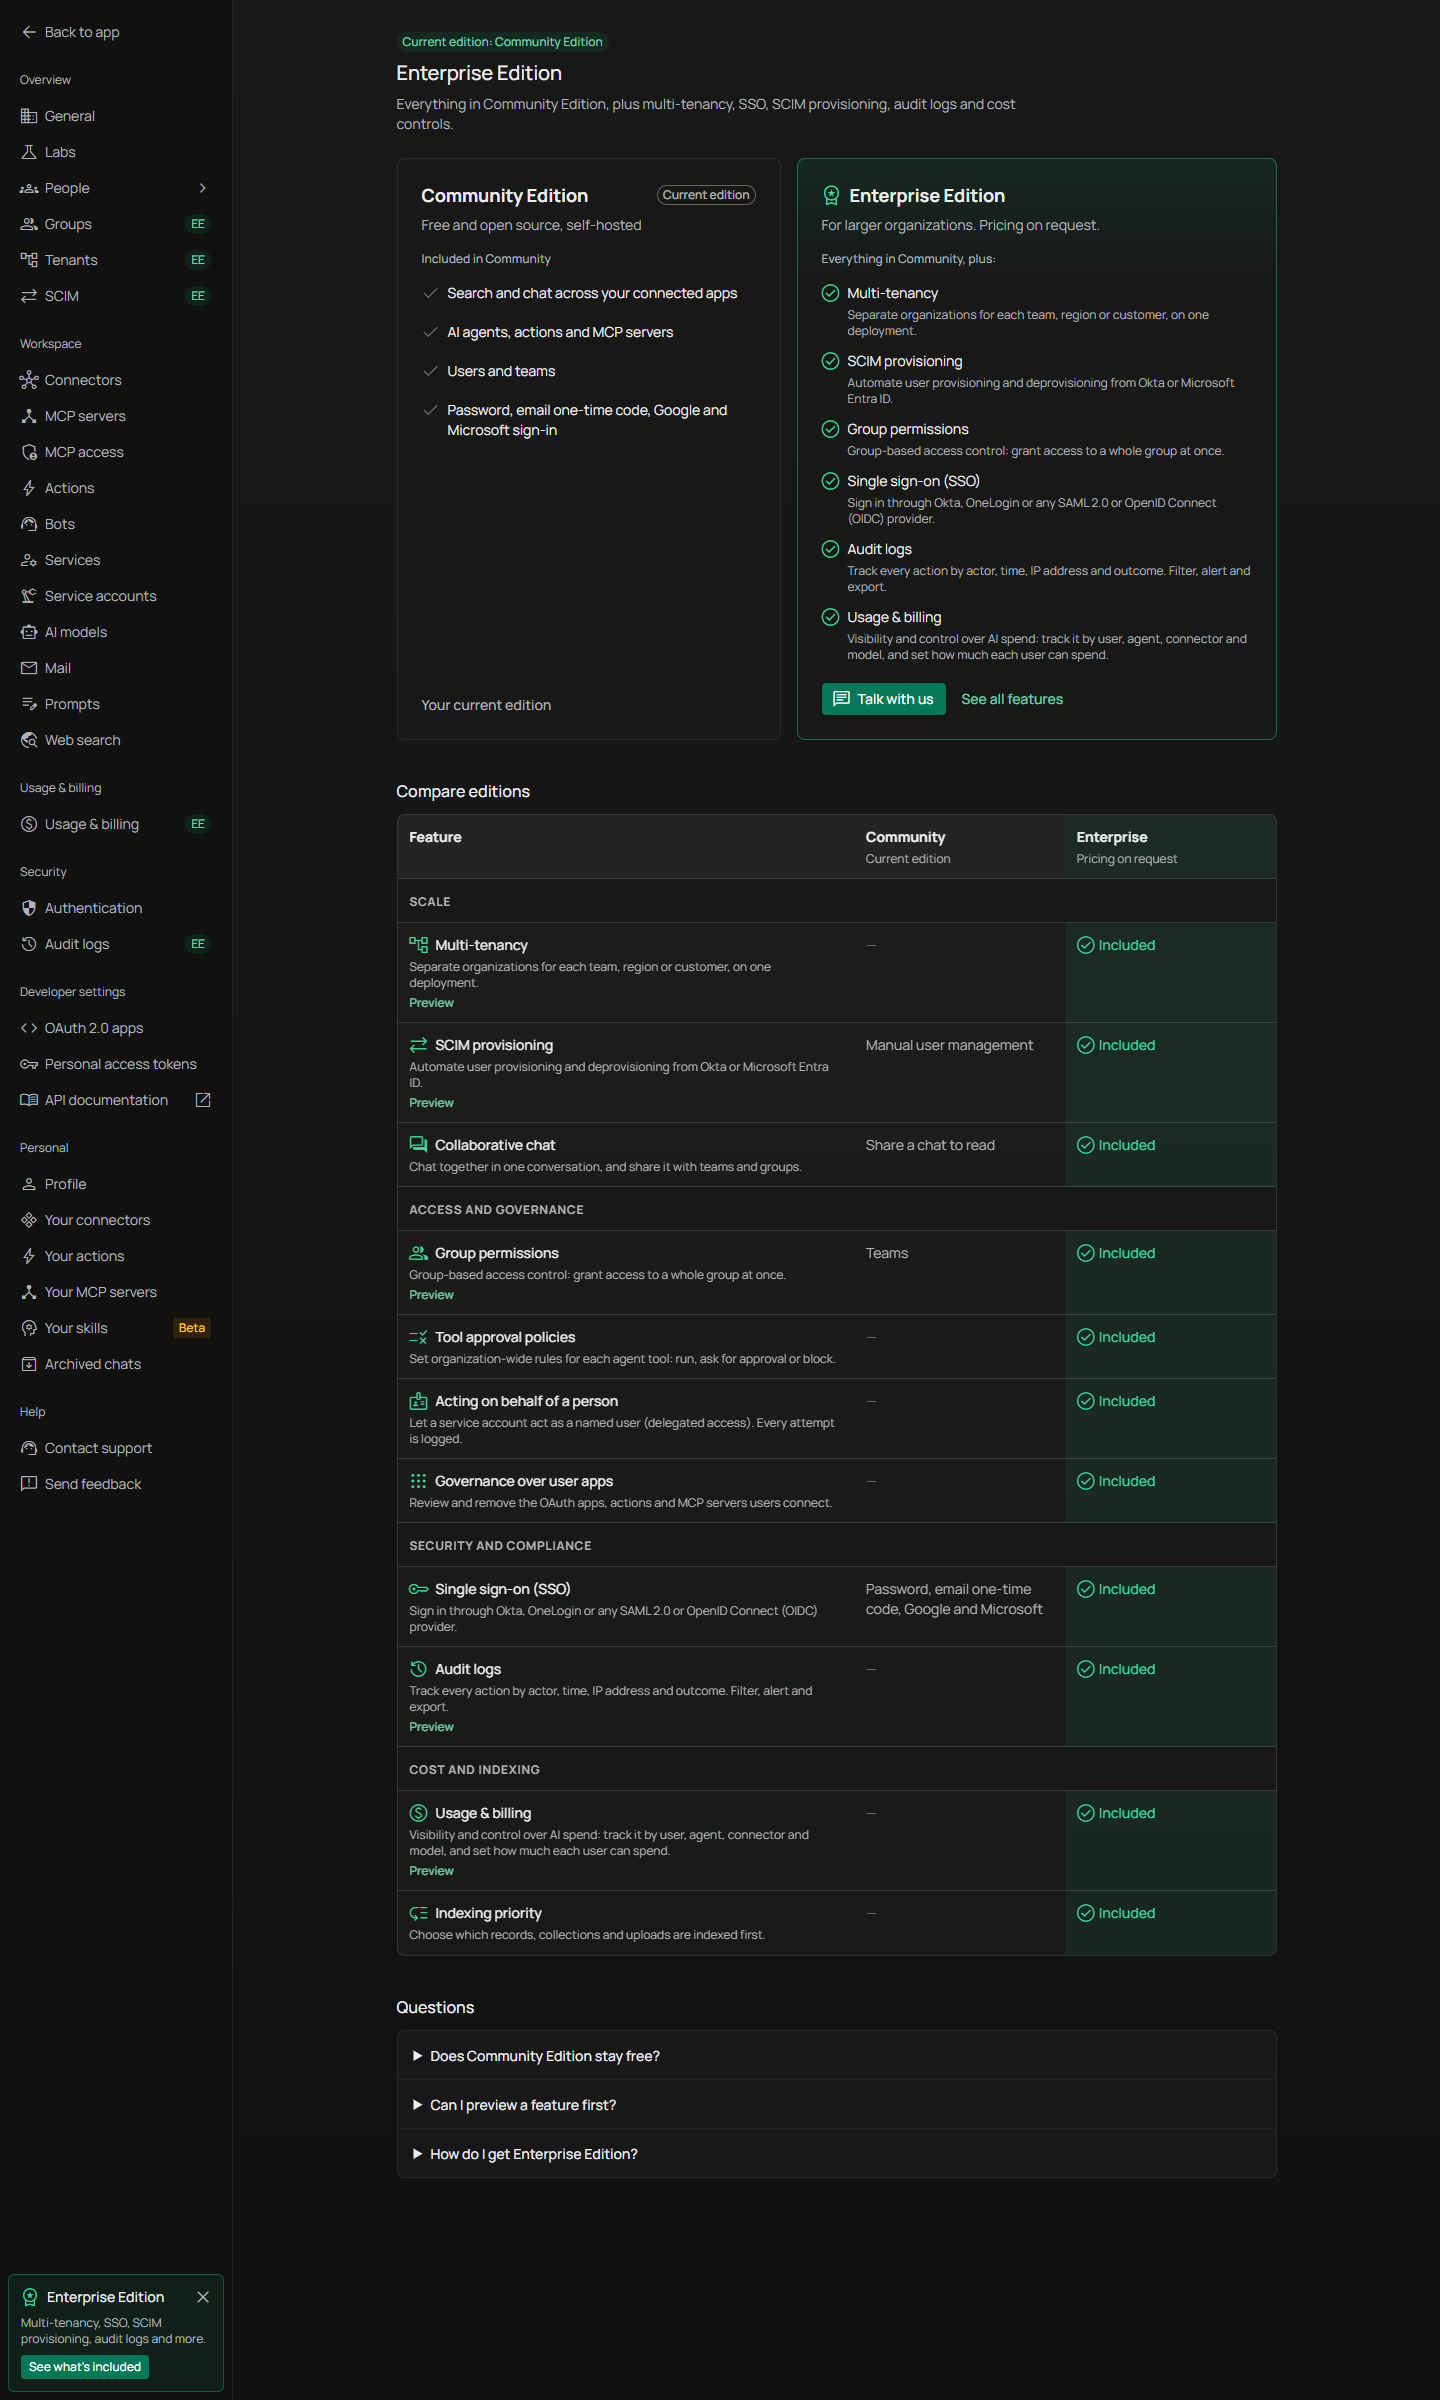 Back to app
Overview
General
Labs
People
Groups EE
Tenants EE
SCIM EE
Workspace
Connectors
MCP servers
MCP access
Actions
Bots
Services
Service accounts
AI models
Mail
Prompts
Web search
Usage & billing
Usage & billing EE
Security
Authentication
Audit logs EE
Developer settings
OAuth 2.0 apps
Personal access tokens
API documentation
Personal
Profile
Your connectors
Your actions
Your MCP servers
Your skills Beta
Archived chats
Help
Contact support
Send feedback
Enterprise Edition
Multi-tenancy, SSO, SCIM
provisioning, audit logs and more.
See what's included
Current edition: Community Edition
Enterprise Edition
Everything in Community Edition, plus multi-tenancy, SSO, SCIM provisioning, audit logs and cost
controls.
Community Edition Current edition
Free and open source, self-hosted
Included in Community
Search and chat across your connected apps
AI agents, actions and MCP servers
Users and teams
Password, email one-time code, Google and
Microsoft sign-in
Your current edition
Enterprise Edition
For larger organizations. Pricing on request.
Everything in Community, plus:
Multi-tenancy
Separate organizations for each team, region or customer, on one
deployment.
SCIM provisioning
Automate user provisioning and deprovisioning from Okta or Microsoft
Entra ID.
Group permissions
Group-based access control: grant access to a whole group at once.
Single sign-on (SSO)
Sign in through Okta, OneLogin or any SAML 2.0 or OpenID Connect
(OIDC) provider.
Audit logs
Track every action by actor, time, IP address and outcome. Filter, alert and
export.
Usage & billing
Visibility and control over AI spend: track it by user, agent, connector and
model, and set how much each user can spend.
Talk with us See all features
Compare editions
Feature Community Enterprise
Current edition Pricing on request
SCALE
Multi-tenancy — Included
Separate organizations for each team, region or customer, on one
deployment.
Preview
SCIM provisioning Manual user management Included
Automate user provisioning and deprovisioning from Okta or Microsoft Entra
ID.
Preview
Collaborative chat Share a chat to read Included
Chat together in one conversation, and share it with teams and groups.
ACCESS AND GOVERNANCE
Group permissions Teams Included
Group-based access control: grant access to a whole group at once.
Preview
Tool approval policies — Included
Set organization-wide rules for each agent tool: run, ask for approval or block.
Acting on behalf of a person — Included
Let a service account act as a named user (delegated access). Every attempt
is logged.
Governance over user apps — Included
Review and remove the OAuth apps, actions and MCP servers users connect.
SECURITY AND COMPLIANCE
Single sign-on (SSO) Password, email one-time Included
code, Google and Microsoft
Sign in through Okta, OneLogin or any SAML 2.0 or OpenID Connect (OIDC)
provider.
Audit logs — Included
Track every action by actor, time, IP address and outcome. Filter, alert and
export.
Preview
COST AND INDEXING
Usage & billing — Included
Visibility and control over AI spend: track it by user, agent, connector and
model, and set how much each user can spend.
Preview
Indexing priority — Included
Choose which records, collections and uploads are indexed first.
Questions
Does Community Edition stay free?
Can I preview a feature first?
How do I get Enterprise Edition?